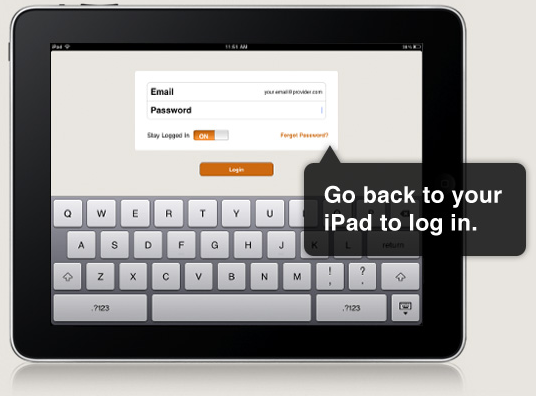 iPad 11:51 AM
Email your.email@provider.com
Password
Stay Logged In ON Forgot Password?
Login
Go back to your
iPad to log in.
Q W E R T Y U
A S D F G H J K L return
Z X C V B N M ! , ? .
.?123 .?123